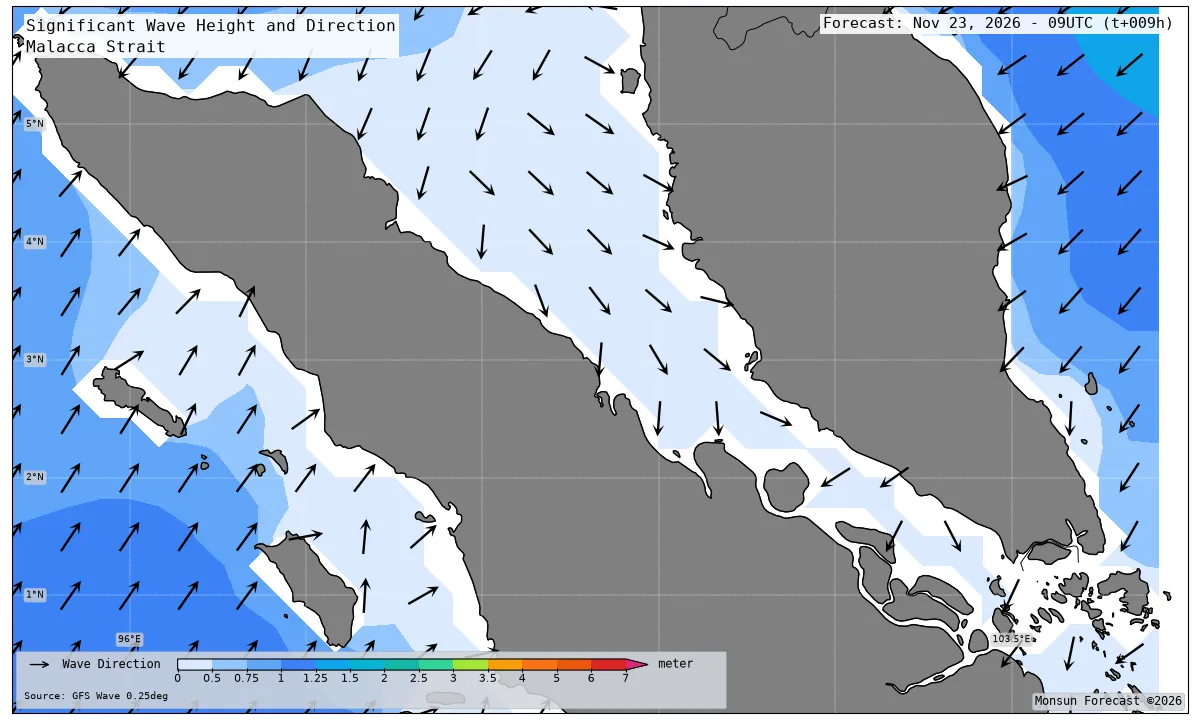 Significant Wave Height and Direction
Malacca Strait
Forecast: Nov 23, 2026 - 09UTC (t+009h)
5°N
4°N
3°N
2°N
1°N
96°E
103.5°E
Wave Direction
meter
0 0.5 0.75 1 1.25 1.5 2 2.5 3 3.5 4 5 6 7
Source: GFS Wave 0.25deg
Monsun Forecast ©2026